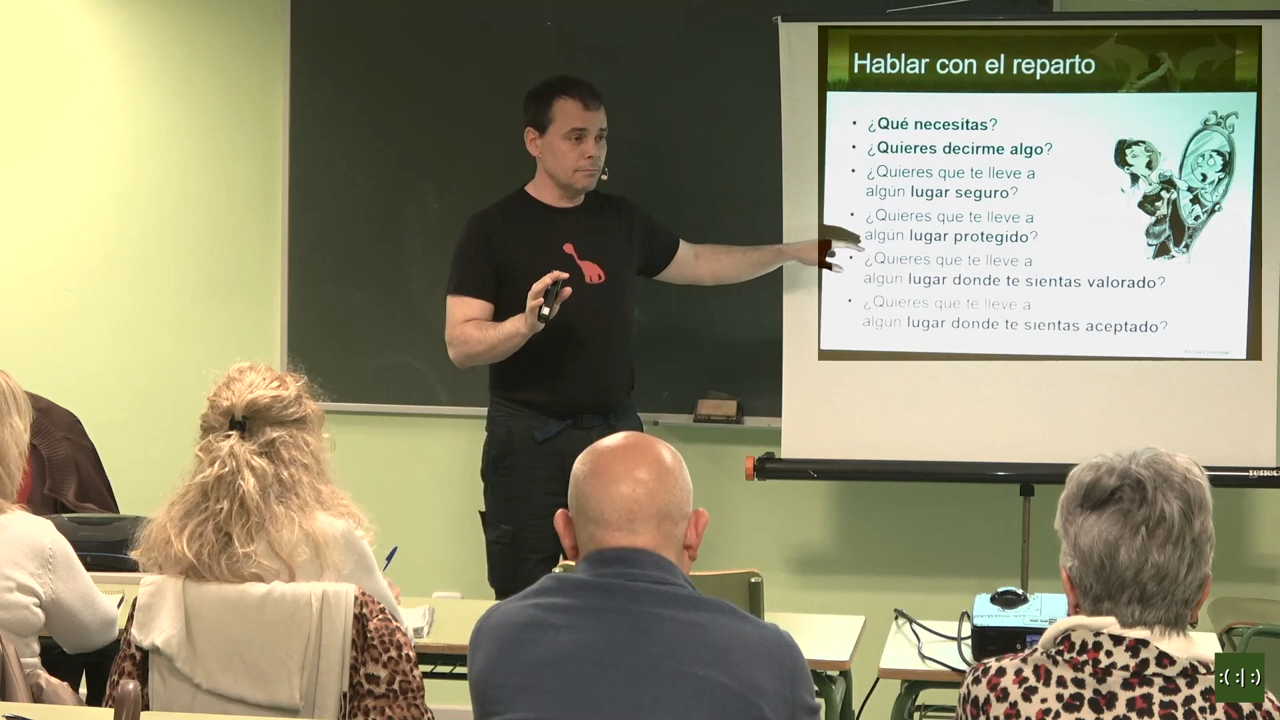 Hablar con el reparto
• ¿Qué necesitas?
• ¿Quieres decirme algo?
• ¿Quieres que te lleve a
algún lugar seguro?
• ¿Quieres que te lleve a
algún lugar protegido?
• ¿Quieres que te lleve a
algun lugar donde te sientas valorado?
• ¿Quieres que te lleve a
algun lugar donde te sientas aceptado?
:( :| :)